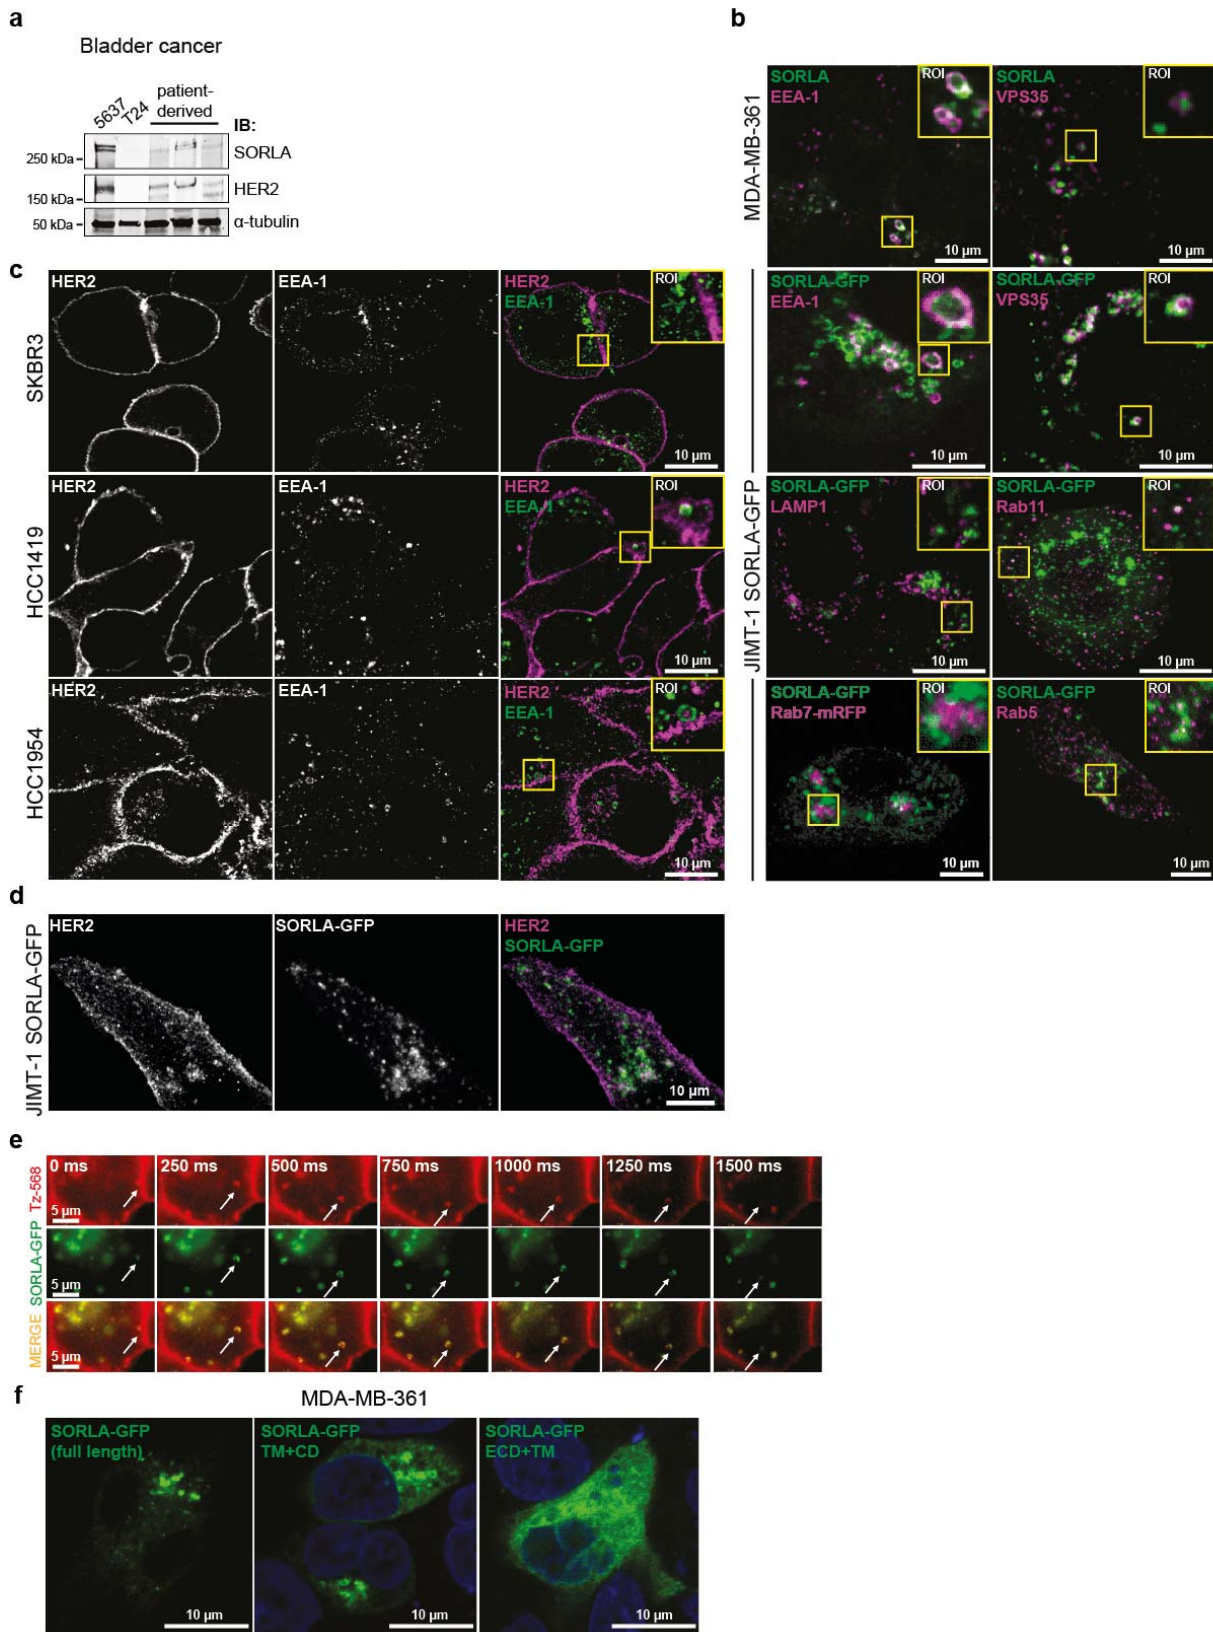 a
Bladder cancer
5637
T24
patient-
derived
IB:
250 kDa
SORLA
150 kDa
HER2
50 kDa
α-tubulin
b
MDA-MB-361
SORLA
EEA-1
ROI
10 µm
SORLA
VPS35
ROI
10 µm
JIMT-1 SORLA-GFP
SORLA-GFP
EEA-1
ROI
10 µm
SORLA-GFP
VPS35
ROI
10 µm
SORLA-GFP
LAMP1
ROI
10 µm
SORLA-GFP
Rab11
ROI
10 µm
SORLA-GFP
Rab7-mRFP
ROI
10 µm
SORLA-GFP
Rab5
ROI
10 µm
c
SKBR3
HER2
EEA-1
HER2
EEA-1
ROI
10 µm
HCC1419
HER2
EEA-1
HER2
EEA-1
ROI
10 µm
HCC1954
HER2
EEA-1
HER2
EEA-1
ROI
10 µm
d
JIMT-1 SORLA-GFP
HER2
SORLA-GFP
HER2
SORLA-GFP
10 µm
e
Tz-568
0 ms
250 ms
500 ms
750 ms
1000 ms
1250 ms
1500 ms
5 µm
SORLA-GFP
5 µm
MERGE
5 µm
f
MDA-MB-361
SORLA-GFP
(full length)
10 µm
SORLA-GFP
TM+CD
10 µm
SORLA-GFP
ECD+TM
10 µm